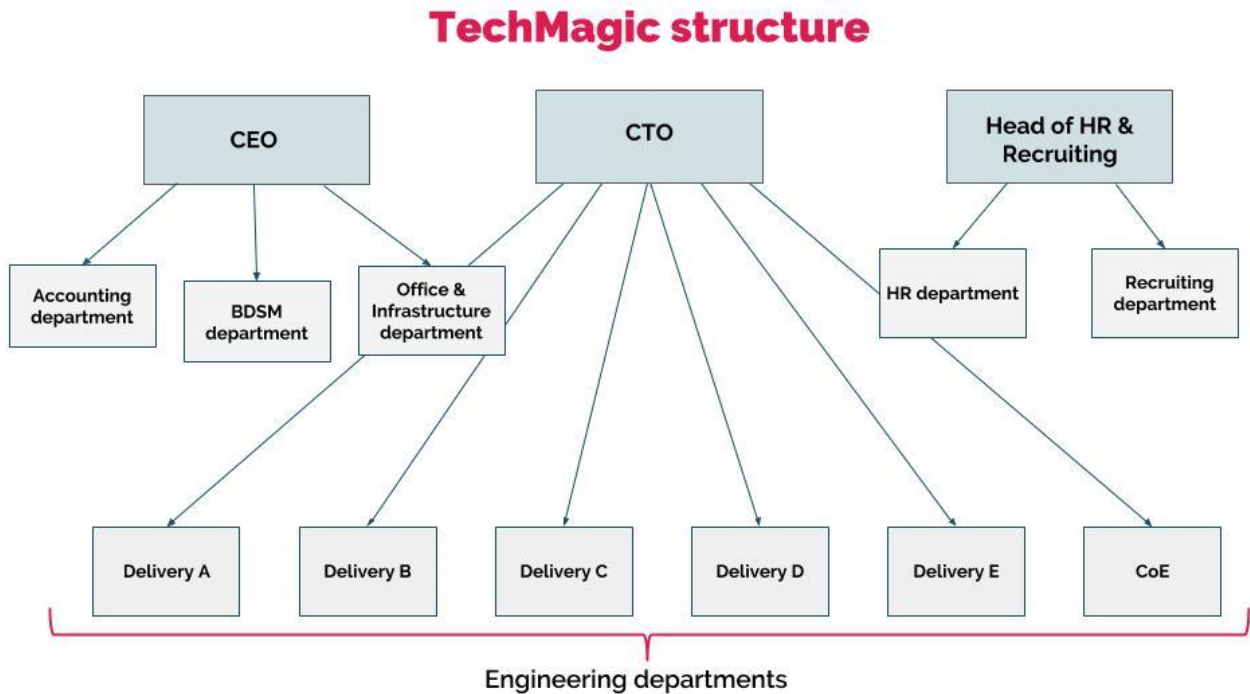 TechMagic structure
CEO
CTO
Head of HR &
Recruiting
Accounting
department
BDSM
department
Office &
Infrastructure
department
HR department
Recruiting
department
Delivery A
Delivery B
Delivery C
Delivery D
Delivery E
CoE
Engineering departments